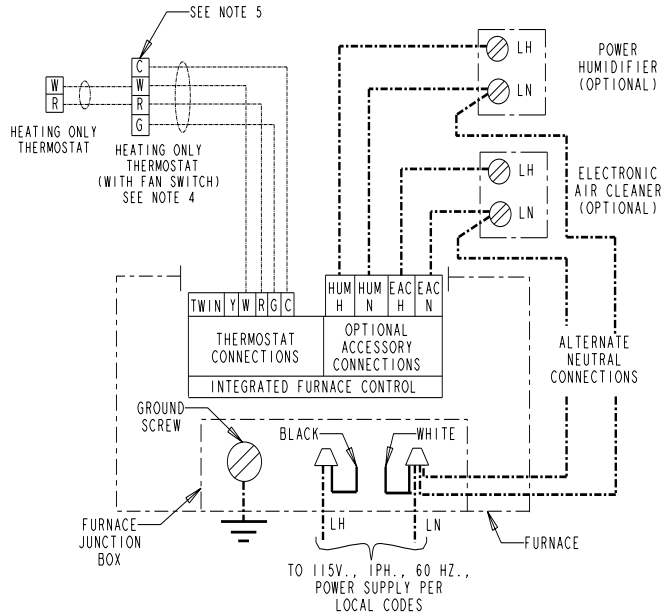 SEE NOTE 5
C
W
R
G
W
R
HEATING ONLY
THERMOSTAT
HEATING ONLY
THERMOSTAT
(WITH FAN SWITCH)
SEE NOTE 4
LH
LN
POWER
HUMIDIFIER
(OPTIONAL)
LH
LN
ELECTRONIC
AIR CLEANER
(OPTIONAL)
TWIN Y W R G C
HUM H
HUM N
EAC H
EAC N
THERMOSTAT
CONNECTIONS
OPTIONAL
ACCESSORY
CONNECTIONS
INTEGRATED FURNACE CONTROL
ALTERNATE
NEUTRAL
CONNECTIONS
GROUND
SCREW
BLACK
WHITE
LH
LN
FURNACE
JUNCTION
BOX
FURNACE
TO 115V., 1PH., 60 HZ.,
POWER SUPPLY PER
LOCAL CODES